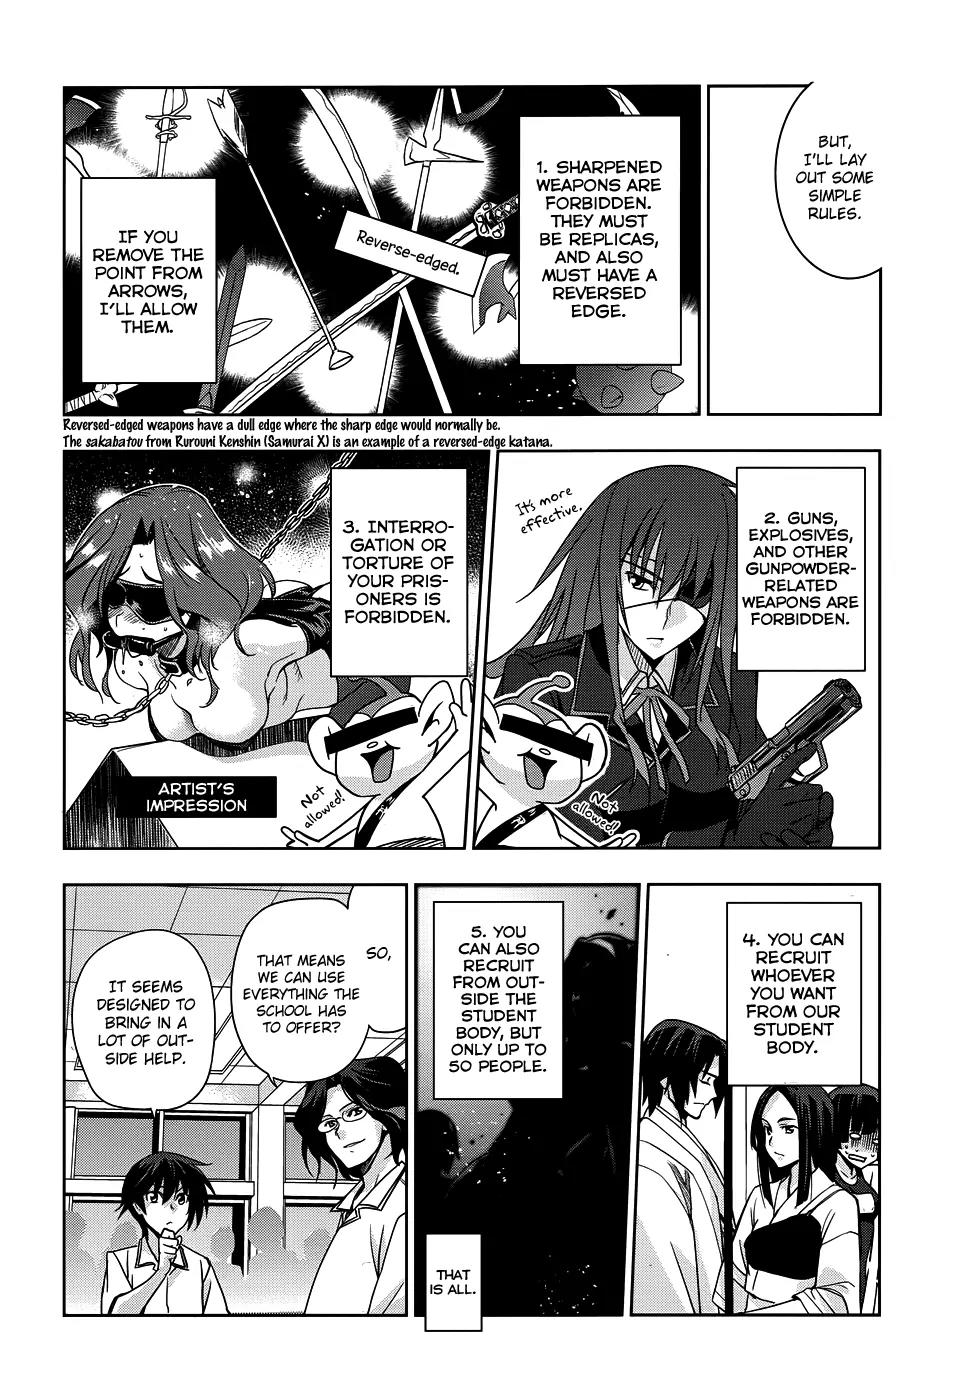 BUT,
I'LL LAY
OUT SOME
SIMPLE
RULES.
1. SHARPENED
WEAPONS ARE
FORBIDDEN.
THEY MUST
BE REPLICAS,
AND ALSO
MUST HAVE A
REVERSED
EDGE.
Reverse-edged.
IF YOU
REMOVE THE
POINT FROM
ARROWS,
I'LL ALLOW
THEM.
Reversed-edged weapons have a dull edge where the sharp edge would normally be.
The sakabatou from Rurouni Kenshin (Samurai X) is an example of a reversed-edge katana.
2. GUNS,
EXPLOSIVES,
AND OTHER
GUNPOWDER-
RELATED
WEAPONS ARE
FORBIDDEN.
It's more
effective.
Not
allowed!
3. INTERRO-
GATION OR
TORTURE OF
YOUR PRIS-
ONERS IS
FORBIDDEN.
ARTIST'S
IMPRESSION
Not
allowed!
4. YOU CAN
RECRUIT
WHOEVER
YOU WANT
FROM OUR
STUDENT
BODY.
5. YOU
CAN ALSO
RECRUIT
FROM OUT-
SIDE THE
STUDENT
BODY, BUT
ONLY UP TO
50 PEOPLE.
THAT
IS ALL.
SO,
THAT MEANS
WE CAN USE
EVERYTHING THE
SCHOOL HAS
TO OFFER?
IT SEEMS
DESIGNED TO
BRING IN A
LOT OF OUT-
SIDE HELP.